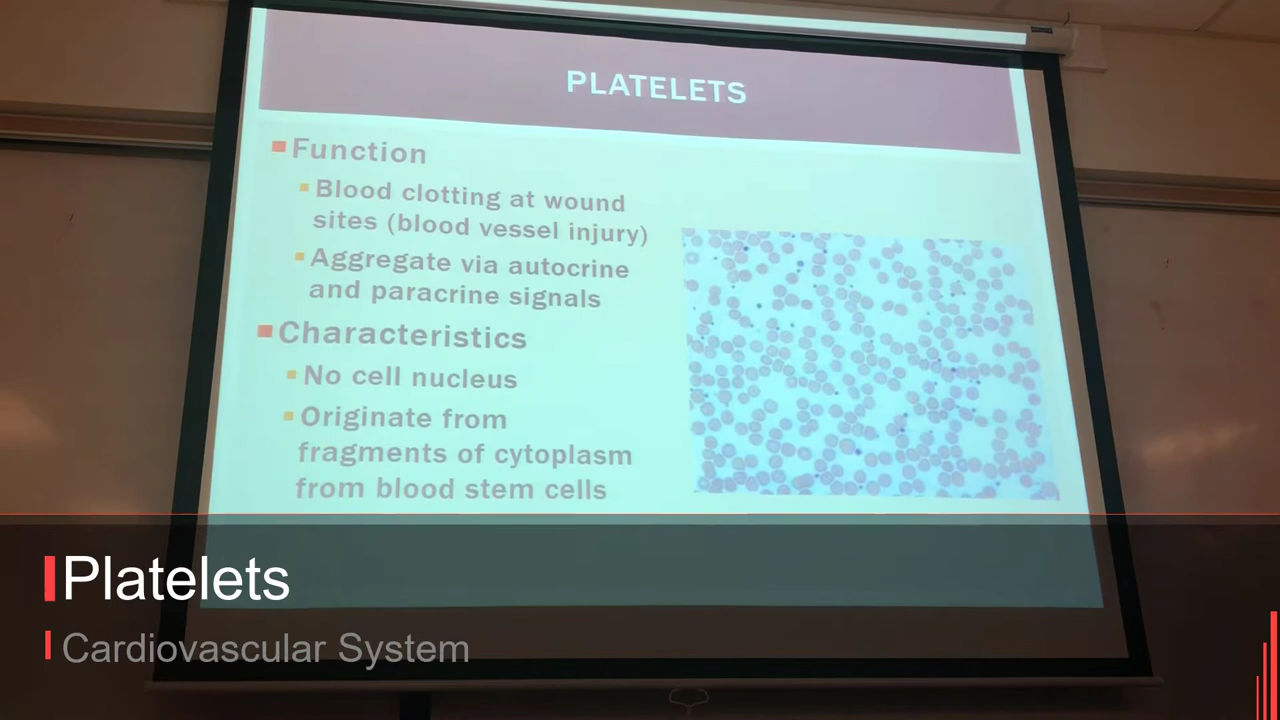 PLATELETS
Function
Blood clotting at wound
sites (blood vessel injury)
Aggregate via autocrine
and paracrine signals
Characteristics
No cell nucleus
Originate from
fragments of cytoplasm
from blood stem cells
Platelets
Cardiovascular System